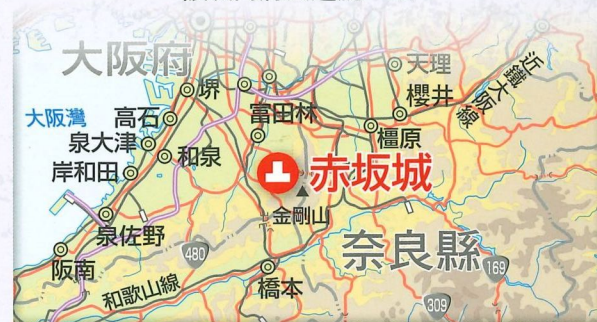 大阪府
天理
近鐵大阪線
堺
櫻井
大阪灣
高石
富田林
橿原
泉大津
和泉
岸和田
赤坂城
金剛山
泉佐野
奈良縣
480
阪南
169
和歌山線
橋本
309